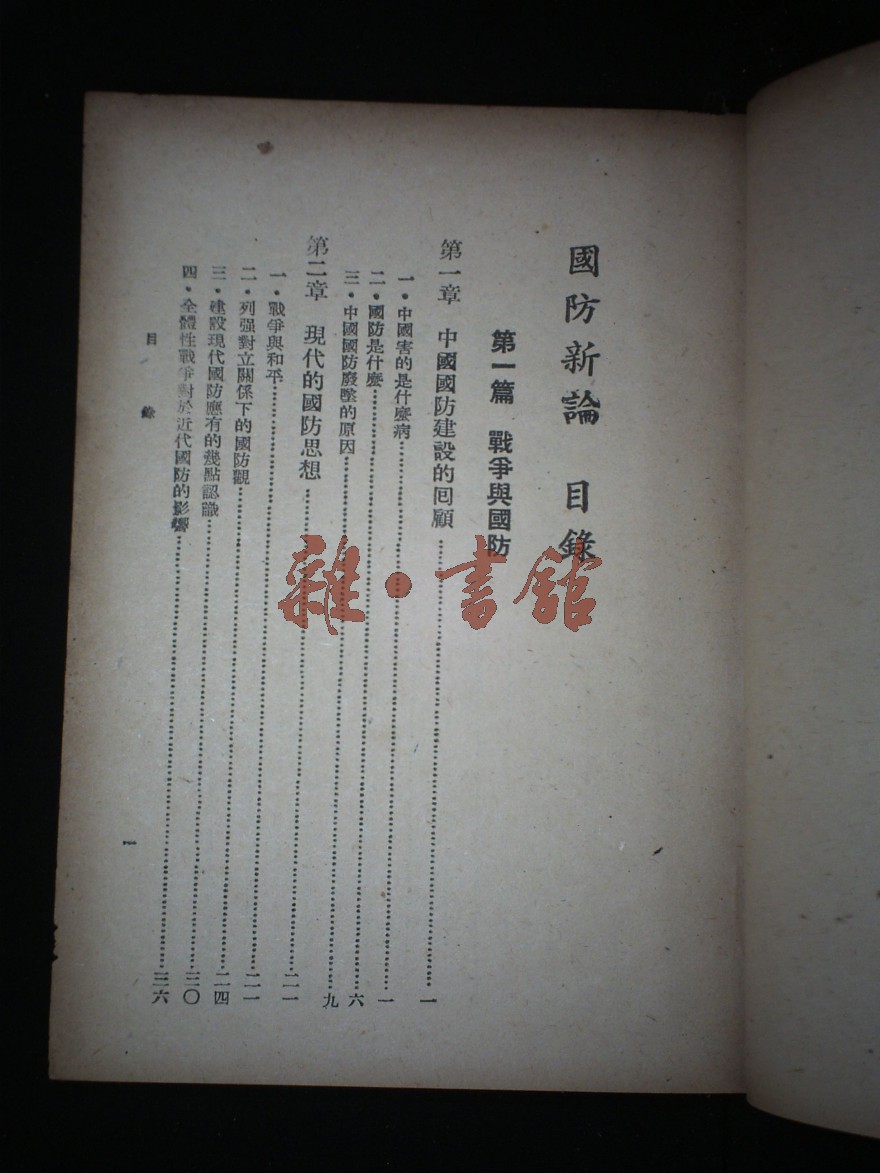 國防新論 目錄
第一篇 戰爭與國防
第一章 中國國防建設的囘顧……一
一・中國害的是什麽病……一
二・國防是什麽……六
三・中國國防廢墜的原因……九
第二章 現代的國防思想……二一
一・戰爭與和平……二一
二・列强對立關係下的國防觀……二四
三・建設現代國防應有的幾點認識……三〇
四・全體性戰爭對於近代國防的影響……三六
目錄
一
雜・書館